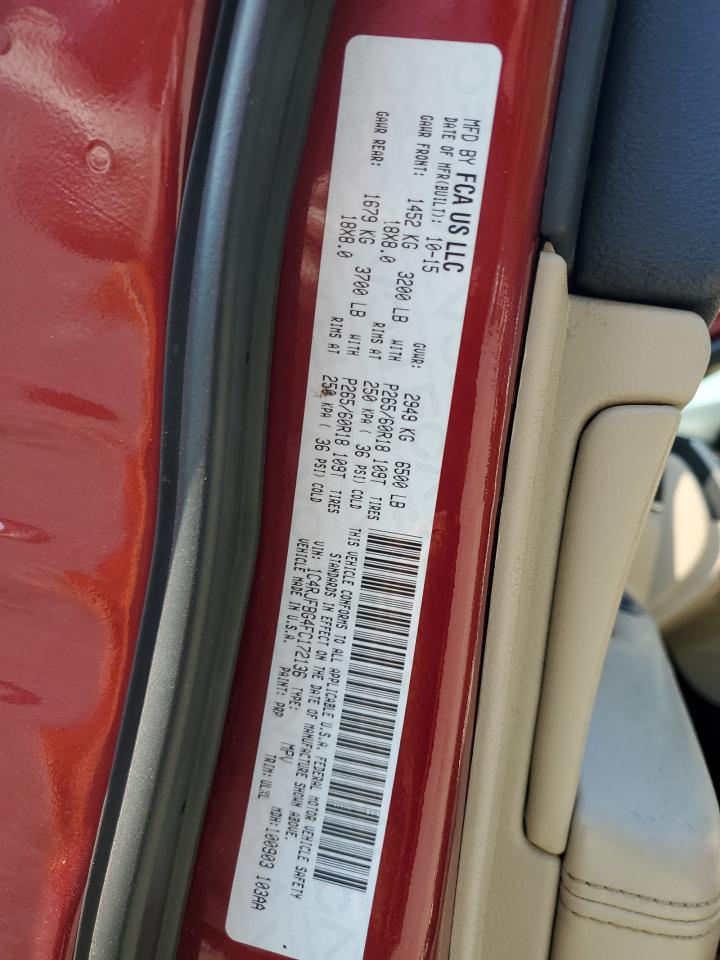 MFD BY FCA US LLC
DATE OF MFR(BUILT): 10-15 GVWR: 2949 KG 6500 LB
GAWR FRONT: 1452 KG 3200 LB WITH P265/60R18 109T TIRES
18X8.0 RIMS AT 250 KPA ( 36 PSI) COLD
GAWR REAR: 1679 KG 3700 LB WITH P265/60R18 109T TIRES
18X8.0 RIMS AT 250 KPA ( 36 PSI) COLD
THIS VEHICLE CONFORMS TO ALL APPLICABLE U.S.A. FEDERAL MOTOR VEHICLE SAFETY
STANDARDS IN EFFECT ON THE DATE OF MANUFACTURE SHOWN ABOVE.
VIN: 1C4RJFBG4FC172136 TYPE: MPV MDH:100903 103AA
VEHICLE MADE IN U.S.A. PAINT: PRP TRIM: ULXL